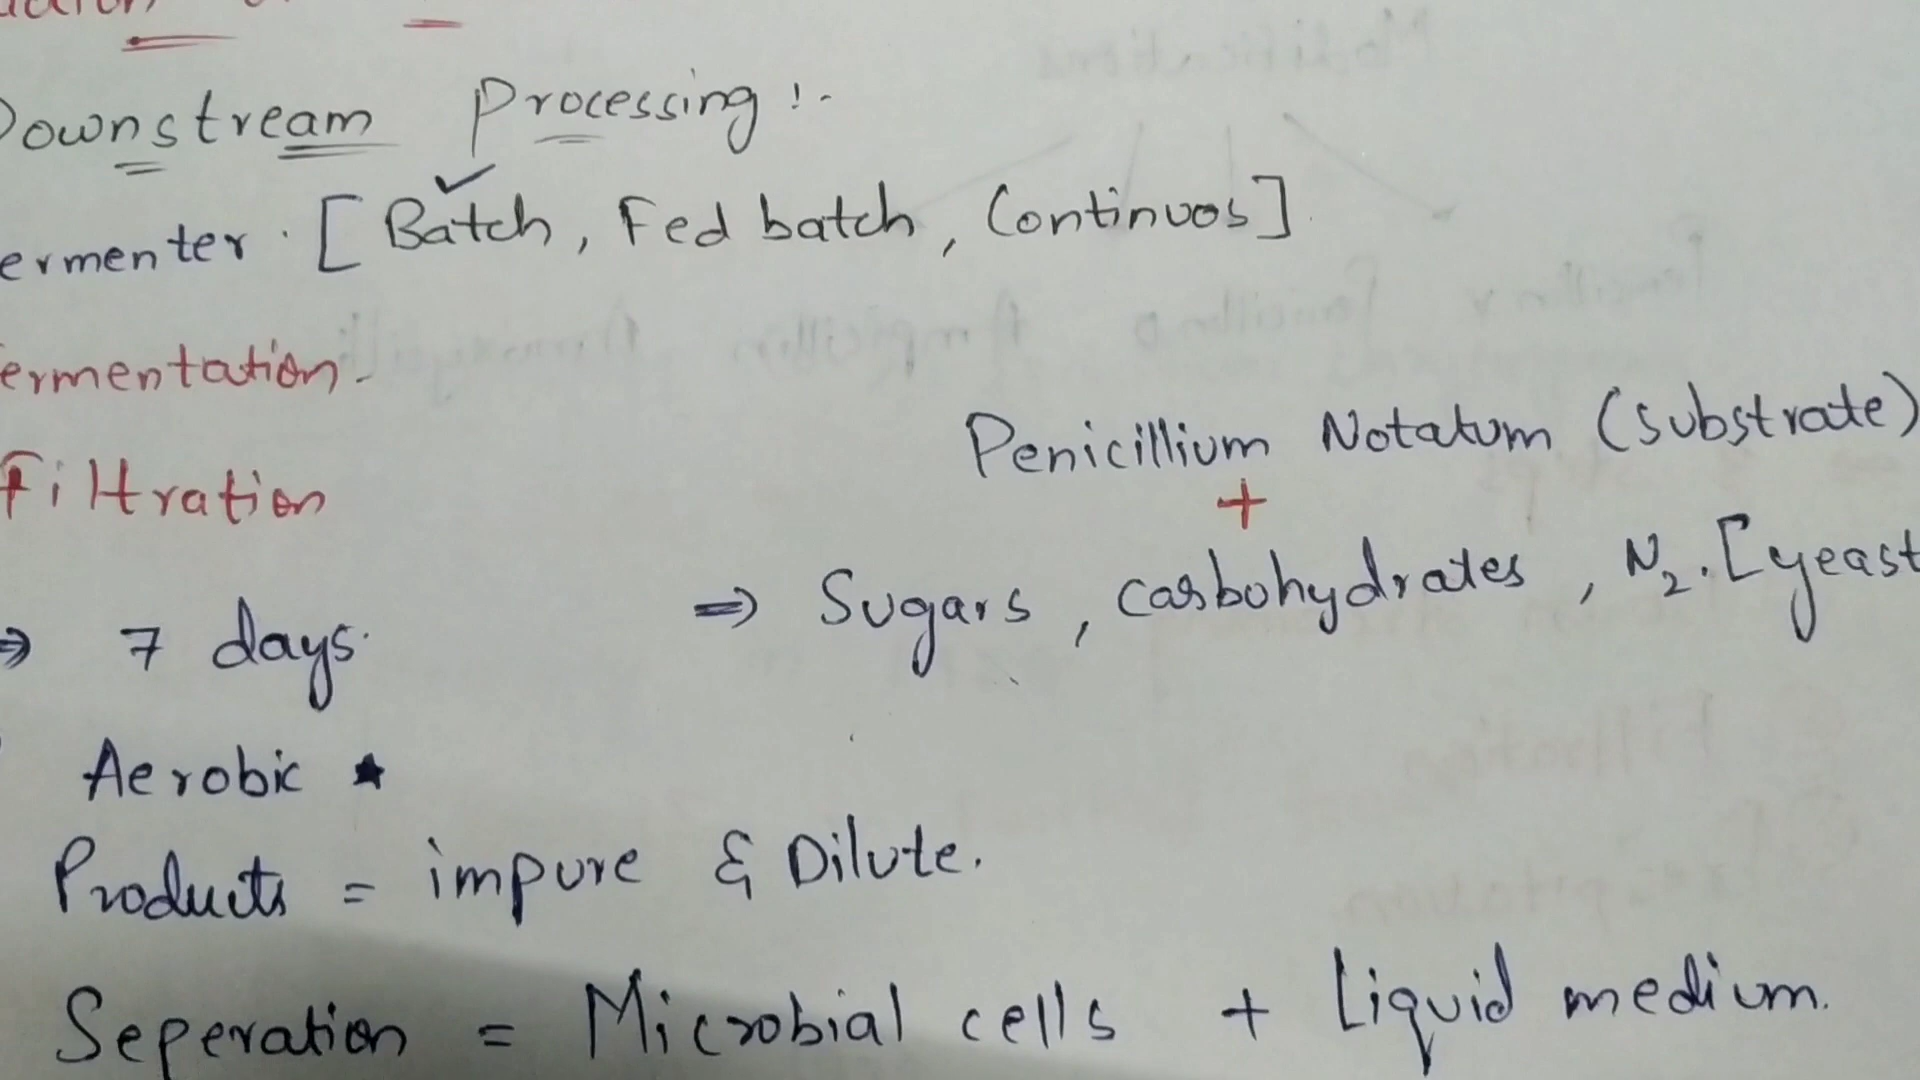 Downstream Processing :-
ermenter . [ Batch, Fed batch, Continuos ].
ermentation -
Filtration
Penicillium Notatum (substrate)
+
⇒ 7 days.
⇒ Sugars, carbohydrates, N2. [yeast
Aerobic ★
Products = impure & Dilute.
Seperation = Microbial cells + Liquid medium.